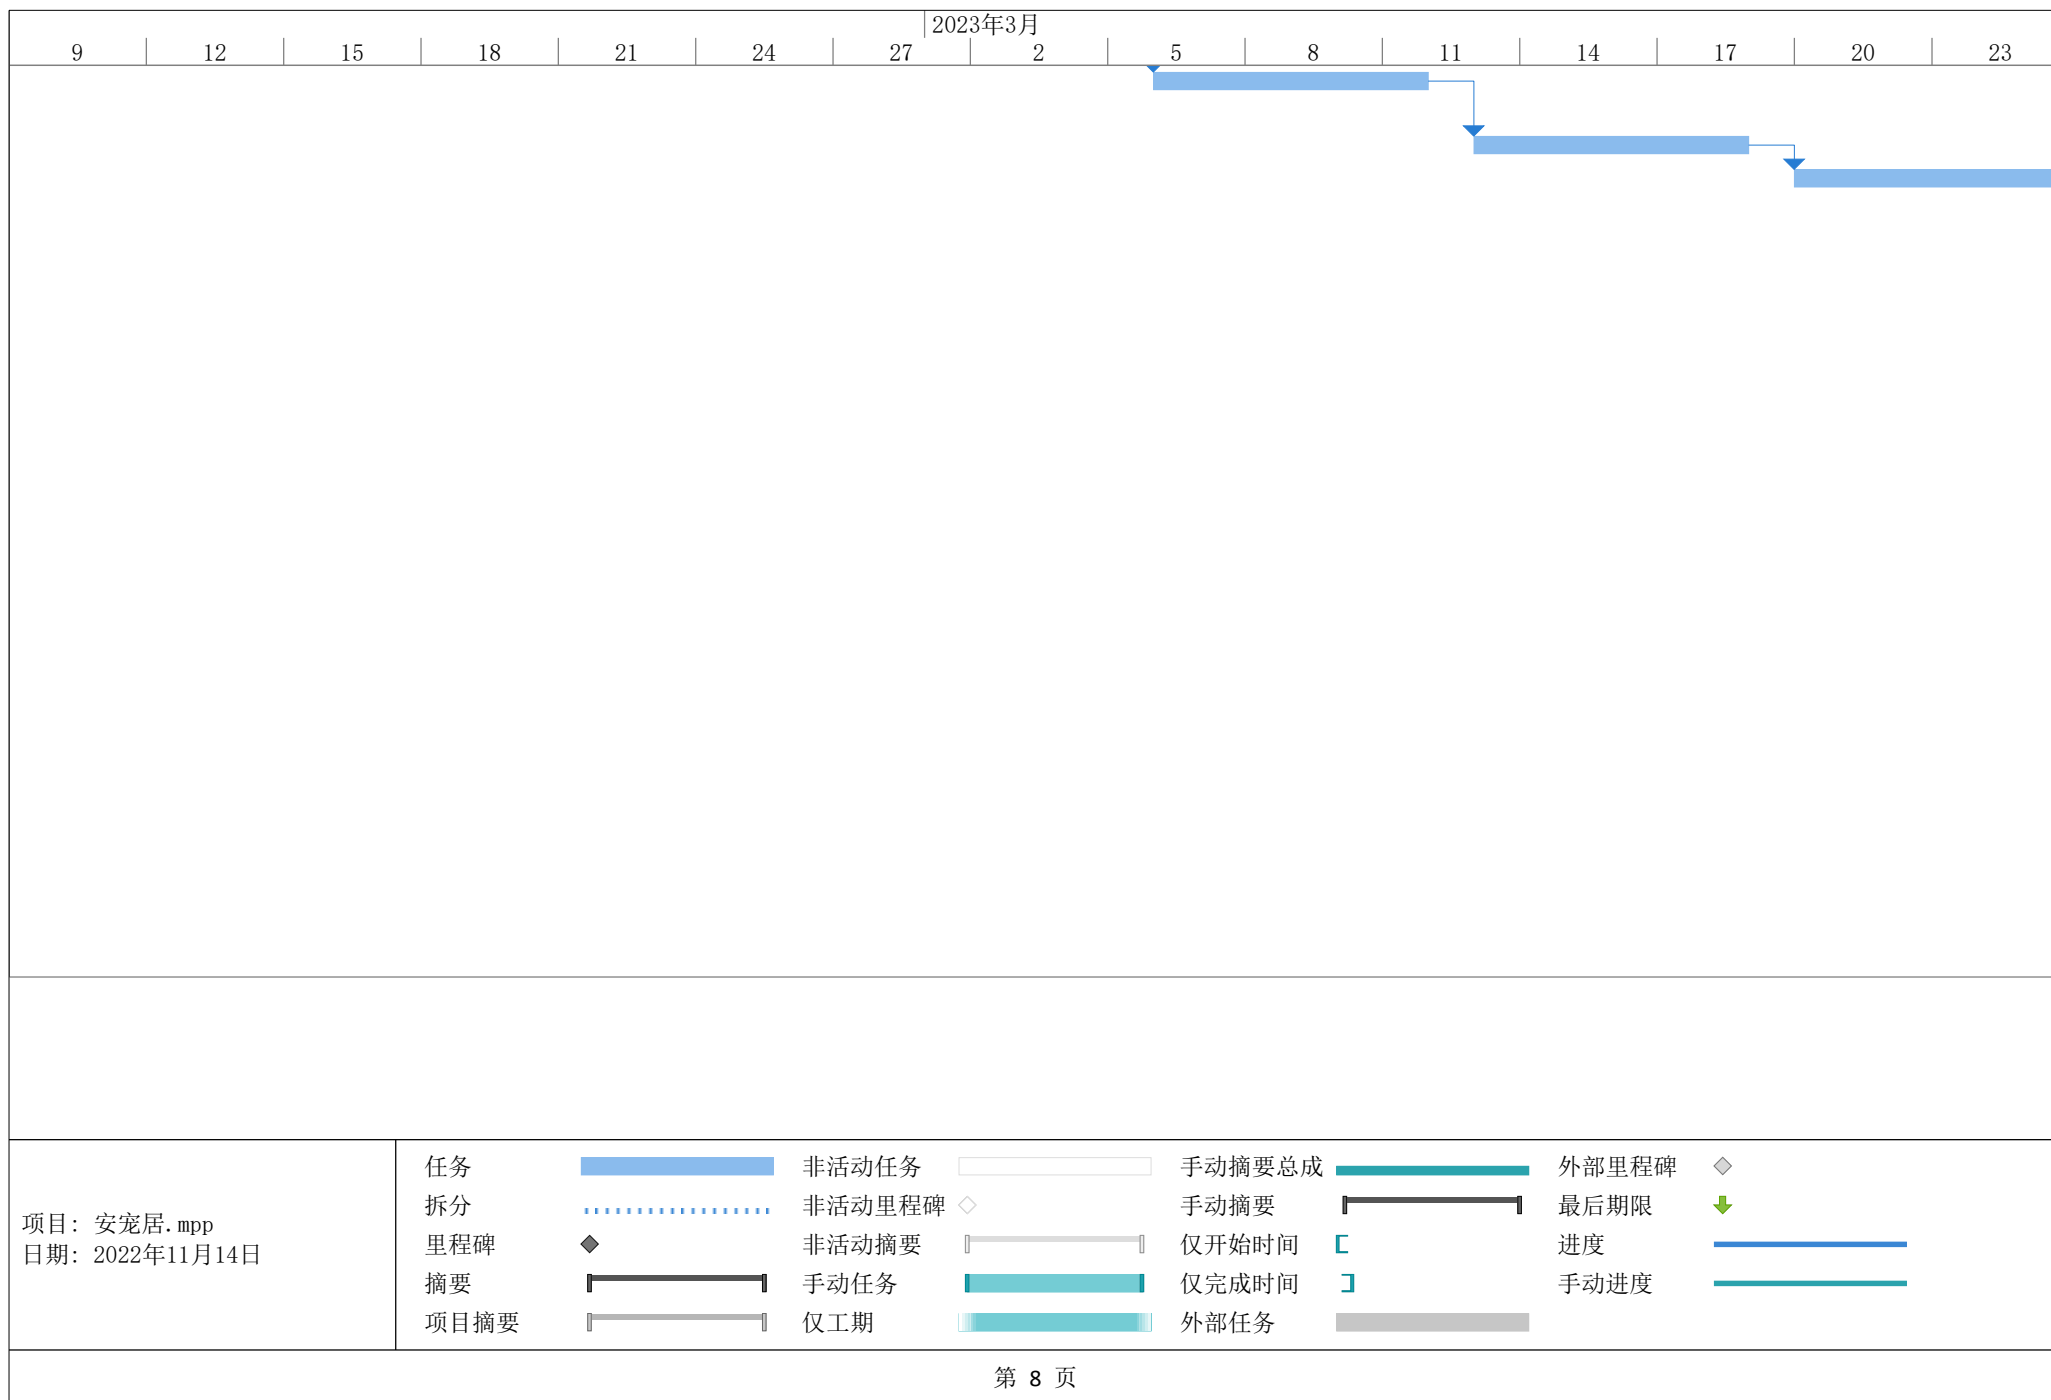 2023年3月
9 12 15 18 21 24 27 2 5 8 11 14 17 20 23
项目: 安宠居.mpp
日期: 2022年11月14日
任务
拆分
里程碑
摘要
项目摘要
非活动任务
非活动里程碑
非活动摘要
手动任务
仅工期
手动摘要总成
手动摘要
仅开始时间
仅完成时间
外部任务
外部里程碑
最后期限
进度
手动进度
第 8 页